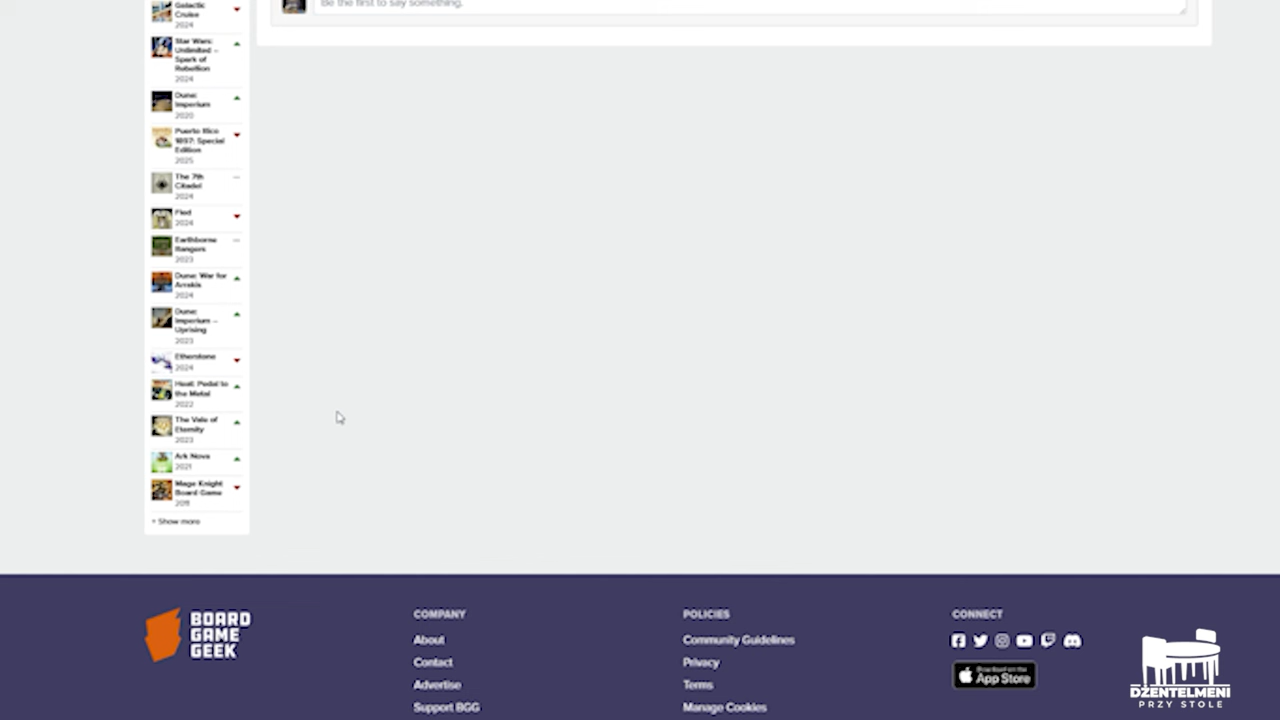 Be the first to say something.
Galactic
Cruise
2024
Star Wars:
Unlimited –
Spark of
Rebellion
2024
Dune:
Imperium
2020
Puerto Rico
1897: Special
Edition
2025
The 7th
Citadel
2024
Fled
2024
Earthborne
Rangers
2023
Dune: War for
Arrakis
2024
Dune:
Imperium –
Uprising
2023
Etherstone
2024
Heat: Pedal to
the Metal
2022
The Vale of
Eternity
2023
Ark Nova
2021
Mage Knight
Board Game
2011
+ Show more
BOARD
GAME
GEEK
COMPANY
About
Contact
Advertise
Support BGG
POLICIES
Community Guidelines
Privacy
Terms
Manage Cookies
CONNECT
Download on the
App Store
DŻENTELMENI
PRZY STOLE